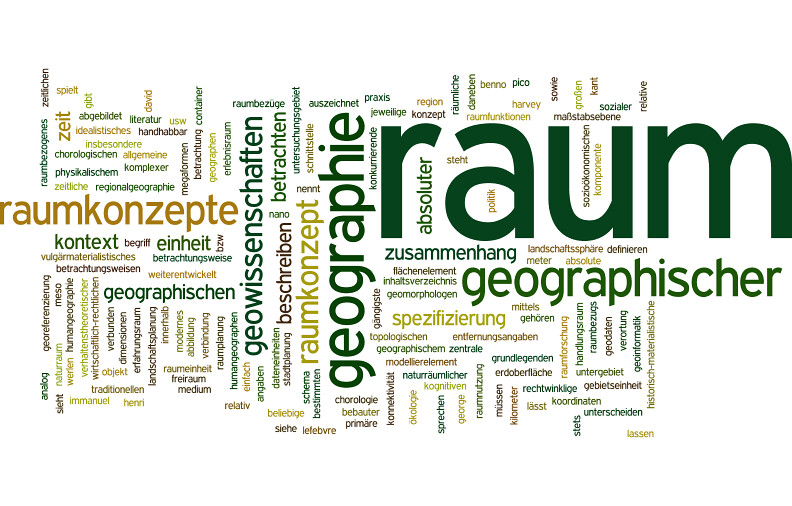 raum
geographie
geographischer
raumkonzepte
geowissenschaften
raumkonzept
zusammenhang
spezifizierung
geographischen
kontext
einheit
beschreiben
betrachten
absoluter
zeit
zeitlichen
spielt
gibt
david
abgebildet
literatur
usw
idealistisches
handhabbar
insbesondere
chorologischen
allgemeine
physikalischem
komplexer
zeitliche
regionalgeographie
raumbezogenes
megaformen
betrachtung
container
geographen
erlebnisraum
raumbezüge
auszeichnet
untersuchungsgebiet
schnittstelle
nennt
nano
praxis
jeweilige
region
konzept
konkurrierende
räumliche
daneben
benno
pico
harvey
raumfunktionen
sowie
großen
kant
maßstabsebene
sozialer
relative
steht
politik
sozioökonomischen
komponente
begriff
bzw
vulgärmaterialistisches
betrachtungsweise
betrachtungsweisen
weiterentwickelt
landschaftssphäre
definieren
meter
absolute
flächenelement
inhaltsverzeichnis
geomorphologen
georeferenzierung
meso
naturraum
werlen
humangeographie
verhaltenstheoretischer
wirtschaftlich-rechtlichen
verbunden
dimensionen
erfahrungsraum
landschaftsplanung
innerhalb
modernes
abbildung
verbindung
raumplanung
humangeographen
einfach
angaben
dateneinheiten
stadtplanung
analog
sieht
objekt
raumeinheit
freiraum
medium
traditionellen
immanuel
henri
relativ
beliebige
siehe
lefebvre
schema
bestimmten
chorologie
bebauter
primäre
gängigste
topologischen
geographischem
zentrale
modellierelement
naturräumlicher
kognitiven
konnektivität
ökologie
sprechen
george
raumnutzung
müssen
kilometer
mittels
gehören
entfernungsangaben
grundlegenden
erdoberfläche
rechtwinklige
lässt
koordinaten
stets
unterscheiden
lassen
raumforschung
handlungsraum
raumbezugs
geodaten
verortung
geoinformatik
historisch-materialistische
untergebiet
gebietseinheit